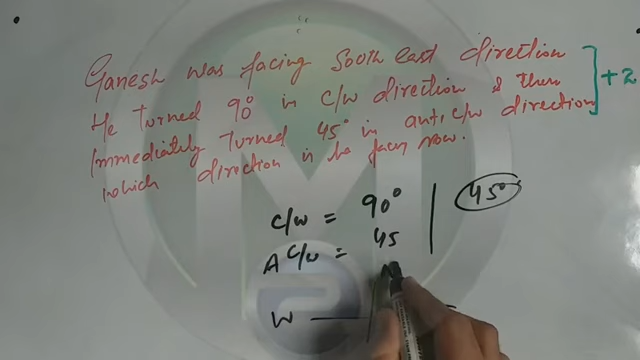 Ganesh was facing South east direction
He turned 90° in C/W direction & then
Immediately turned 45° in anti c/w direction
which direction is he facing now.
+2
C/W = 90°
45°
A C/W = 45
W